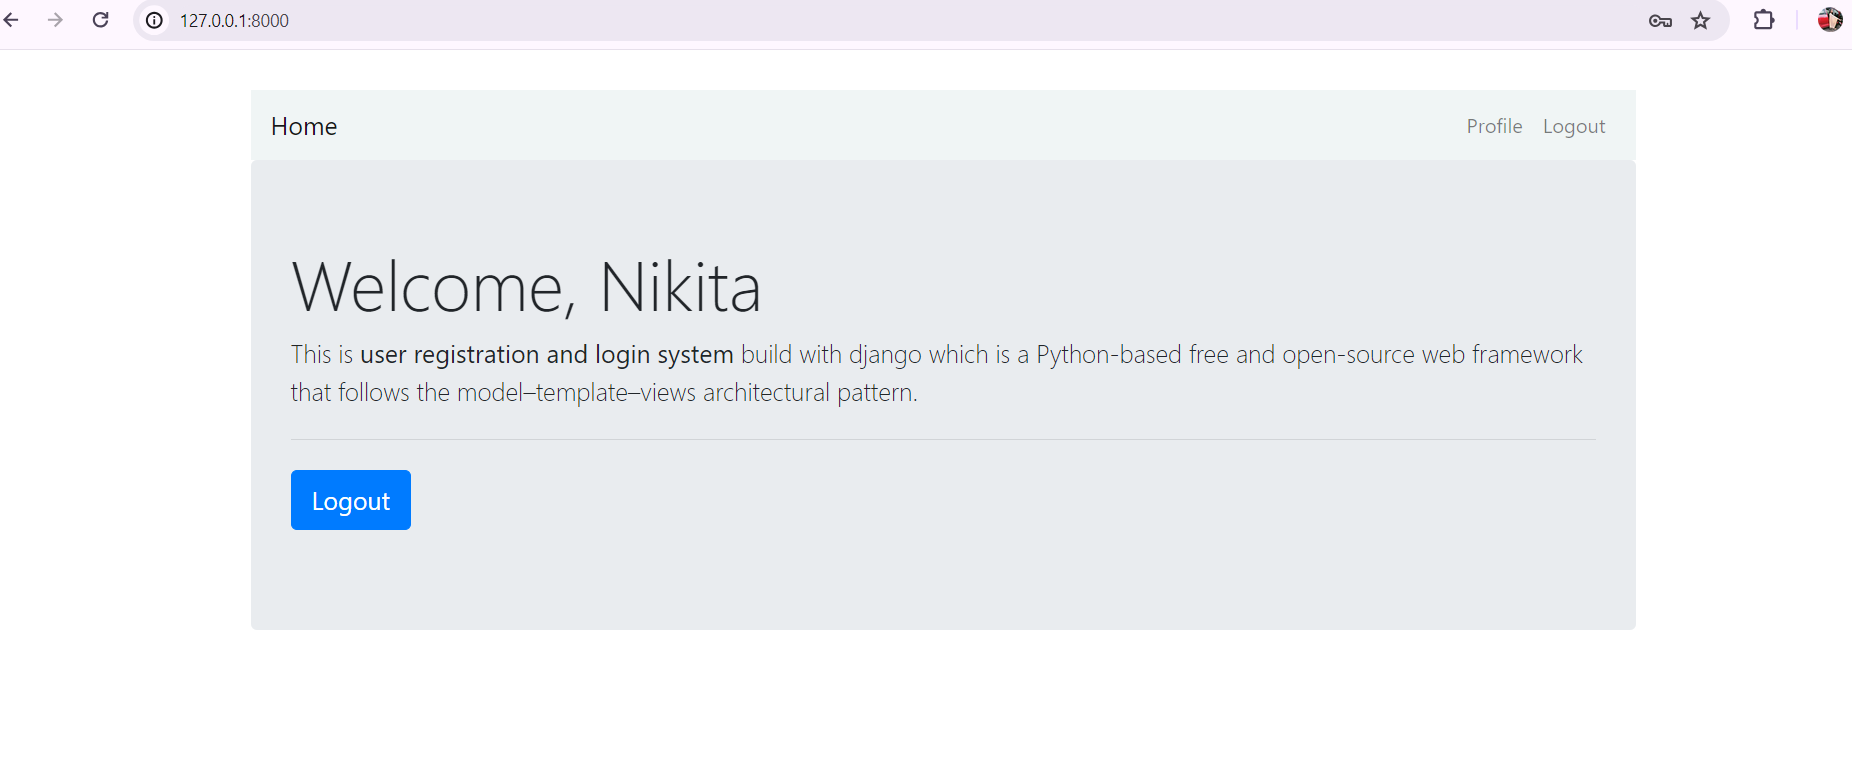 127.0.0.1:8000
Home Profile Logout
Welcome, Nikita
This is user registration and login system build with django which is a Python-based free and open-source web framework
that follows the model–template–views architectural pattern.
Logout